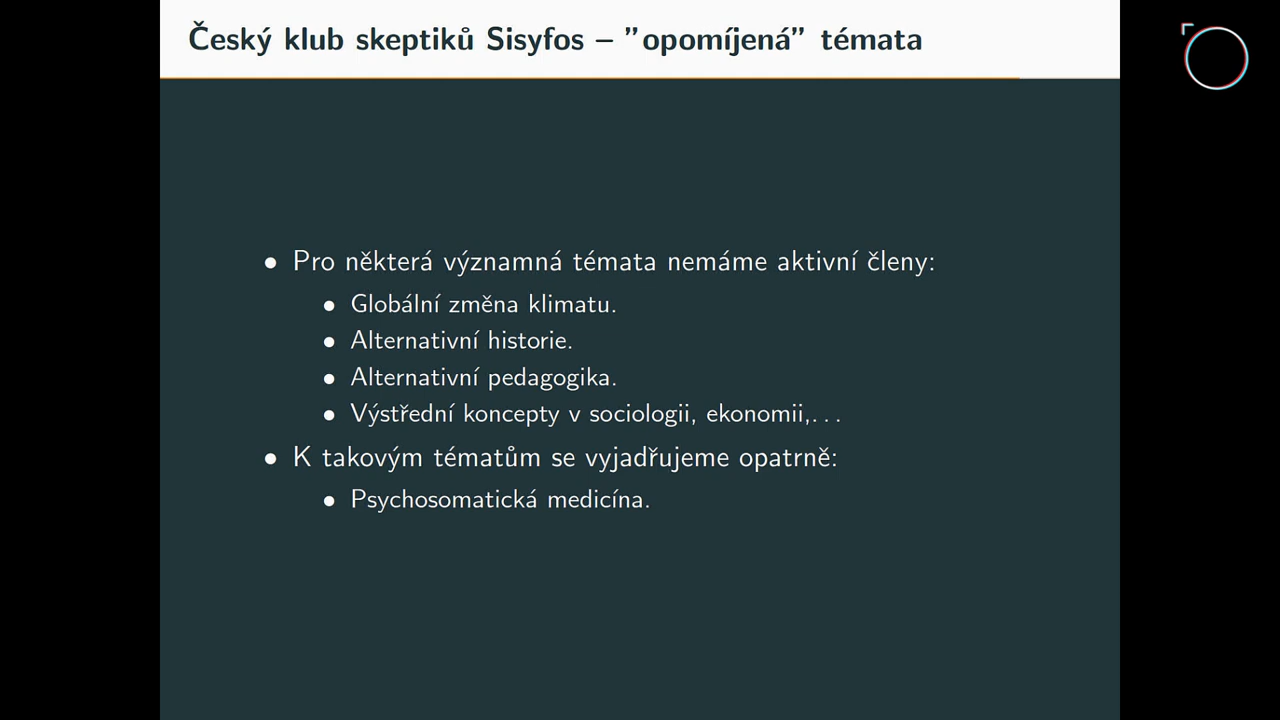 Český klub skeptiků Sisyfos – ”opomíjená” témata
• Pro některá významná témata nemáme aktivní členy:
• Globální změna klimatu.
• Alternativní historie.
• Alternativní pedagogika.
• Výstřední koncepty v sociologii, ekonomii,. . .
• K takovým tématům se vyjadřujeme opatrně:
• Psychosomatická medicína.